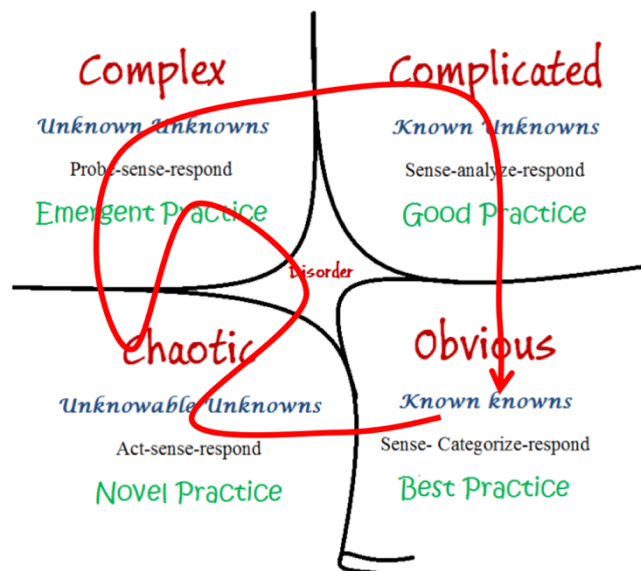 Complex
Unknown Unknowns
Probe-sense-respond
Emergent Practice
Complicated
Known Unknowns
Sense-analyze-respond
Good Practice
Disorder
Chaotic
Unknowable Unknowns
Act-sense-respond
Novel Practice
Obvious
Known knowns
Sense- Categorize-respond
Best Practice